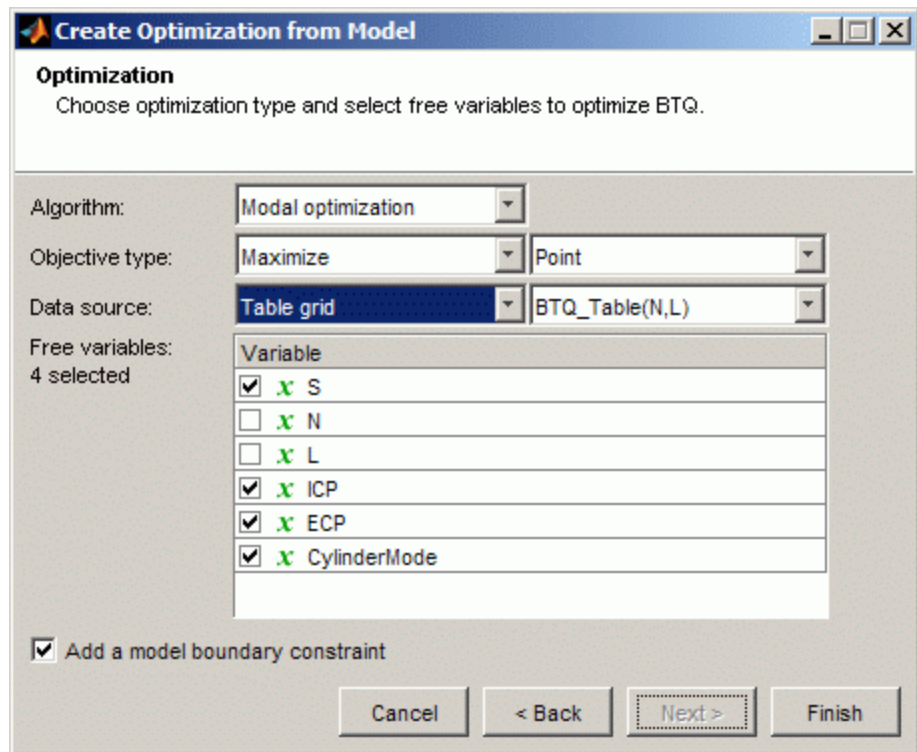 Create Optimization from Model
Optimization
Choose optimization type and select free variables to optimize BTQ.
Algorithm: Modal optimization
Objective type: Maximize Point
Data source: Table grid BTQ_Table(N,L)
Free variables:
4 selected
Variable
x S
x N
x L
x ICP
x ECP
x CylinderMode
Add a model boundary constraint
Cancel < Back Next > Finish